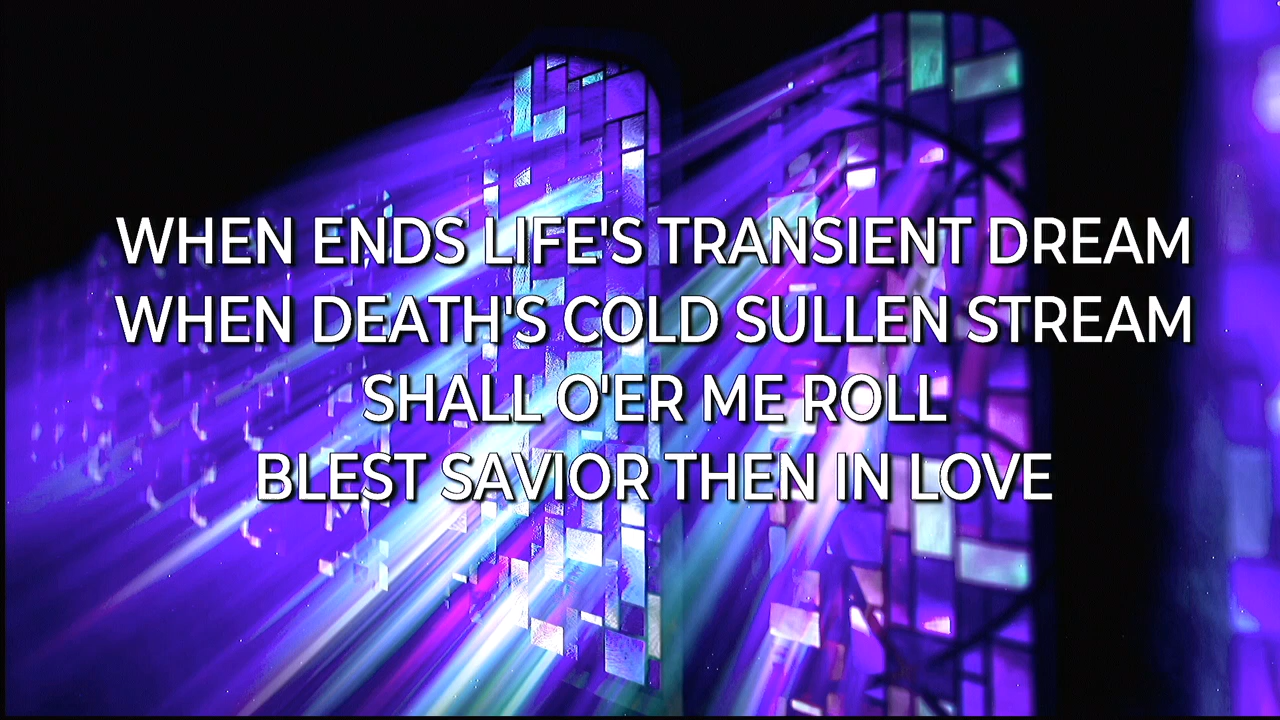 WHEN ENDS LIFE'S TRANSIENT DREAM
WHEN DEATH'S COLD SULLEN STREAM
SHALL O'ER ME ROLL
BLEST SAVIOR THEN IN LOVE